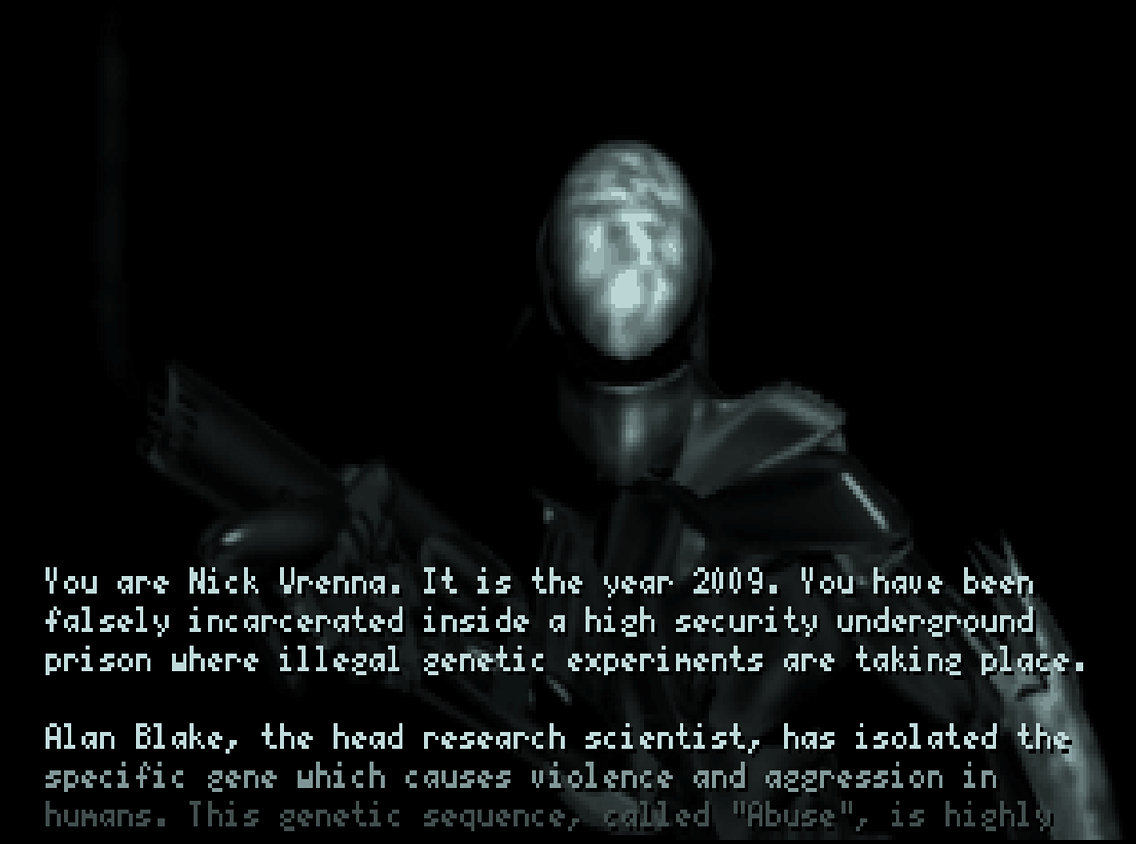 You are Nick Vrenna. It is the year 2009. You have been
falsely incarcerated inside a high security underground
prison where illegal genetic experiments are taking place.
Alan Blake, the head research scientist, has isolated the
specific gene which causes violence and aggression in
humans. This genetic sequence, called "Abuse", is highly